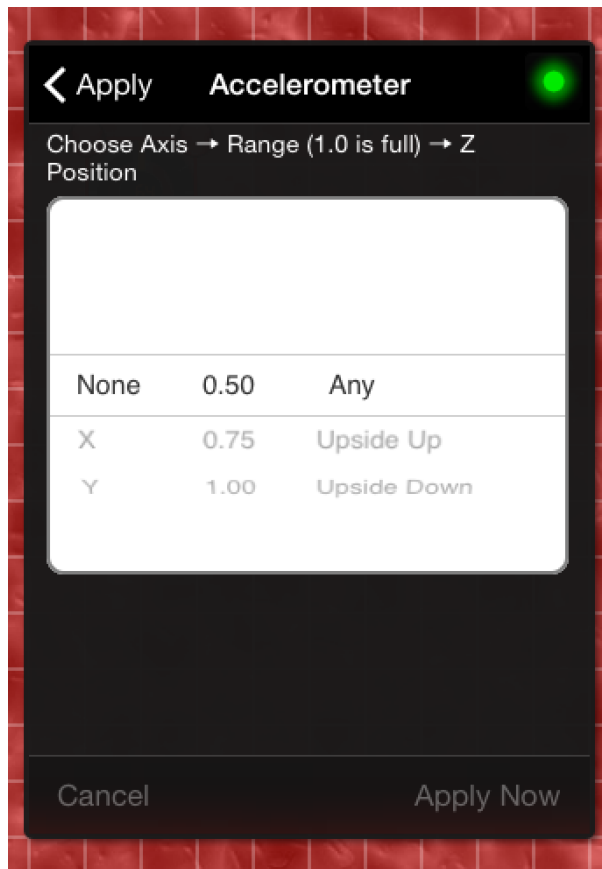 Apply Accelerometer
Choose Axis → Range (1.0 is full) → Z
Position
None 0.50 Any
X 0.75 Upside Up
Y 1.00 Upside Down
Cancel Apply Now